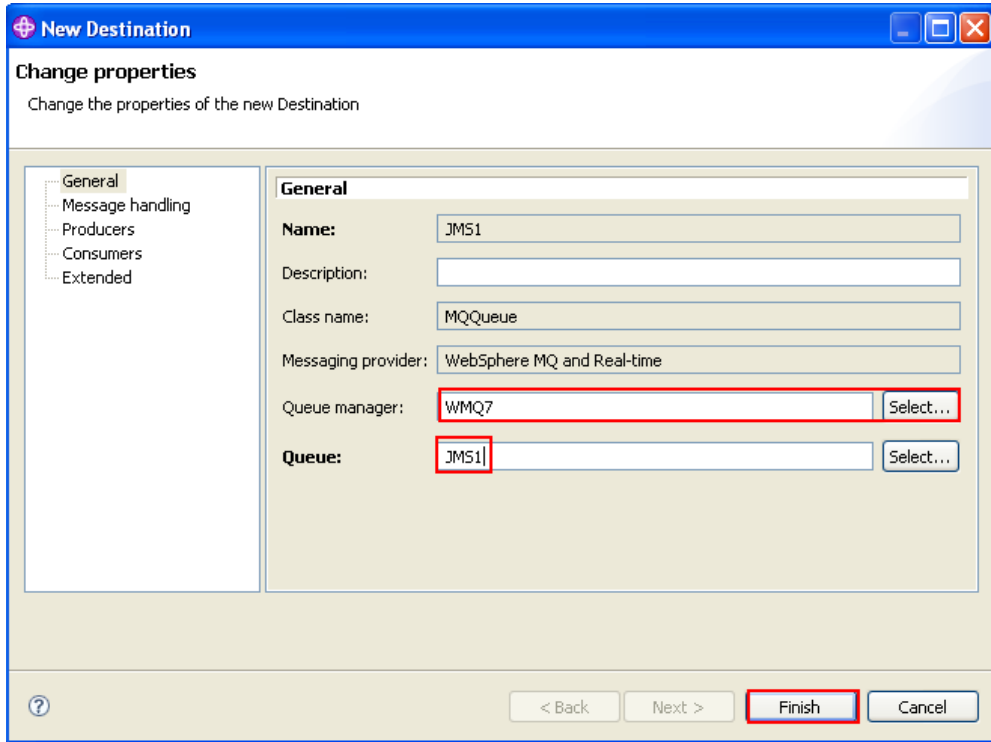 New Destination
Change properties
Change the properties of the new Destination
General
Message handling
Producers
Consumers
Extended
General
Name: JMS1
Description:
Class name: MQQueue
Messaging provider: WebSphere MQ and Real-time
Queue manager: WMQ7 Select...
Queue: JMS1 Select...
< Back Next > Finish Cancel